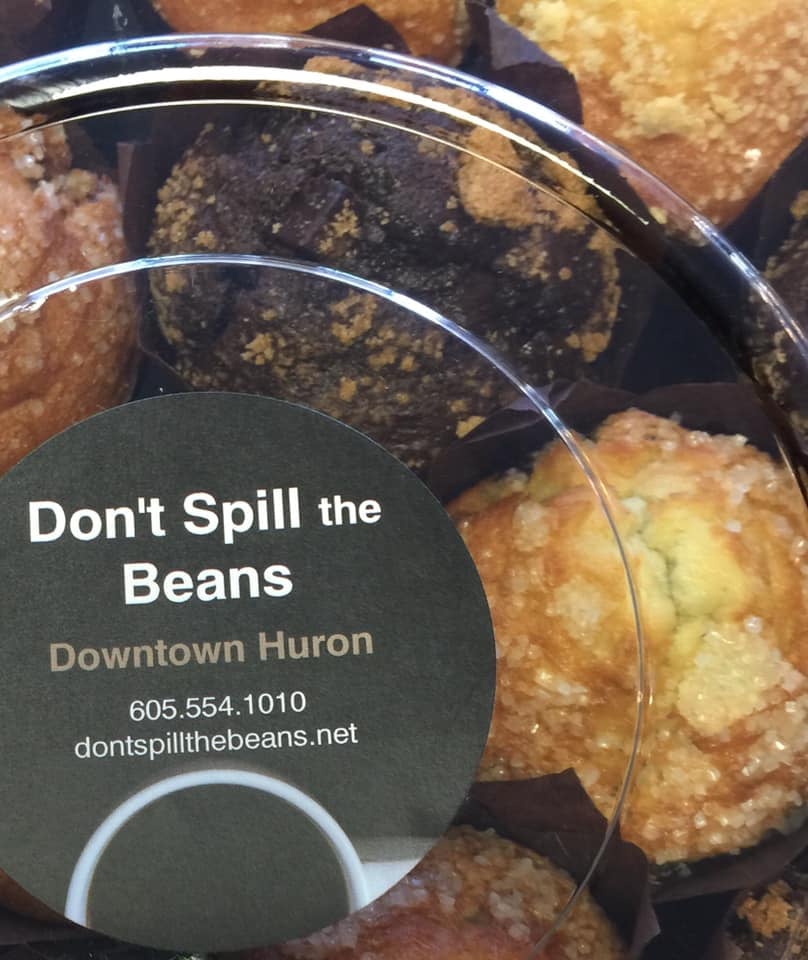 Don't Spill the
Beans
Downtown Huron
605.554.1010
dontspillthebeans.net